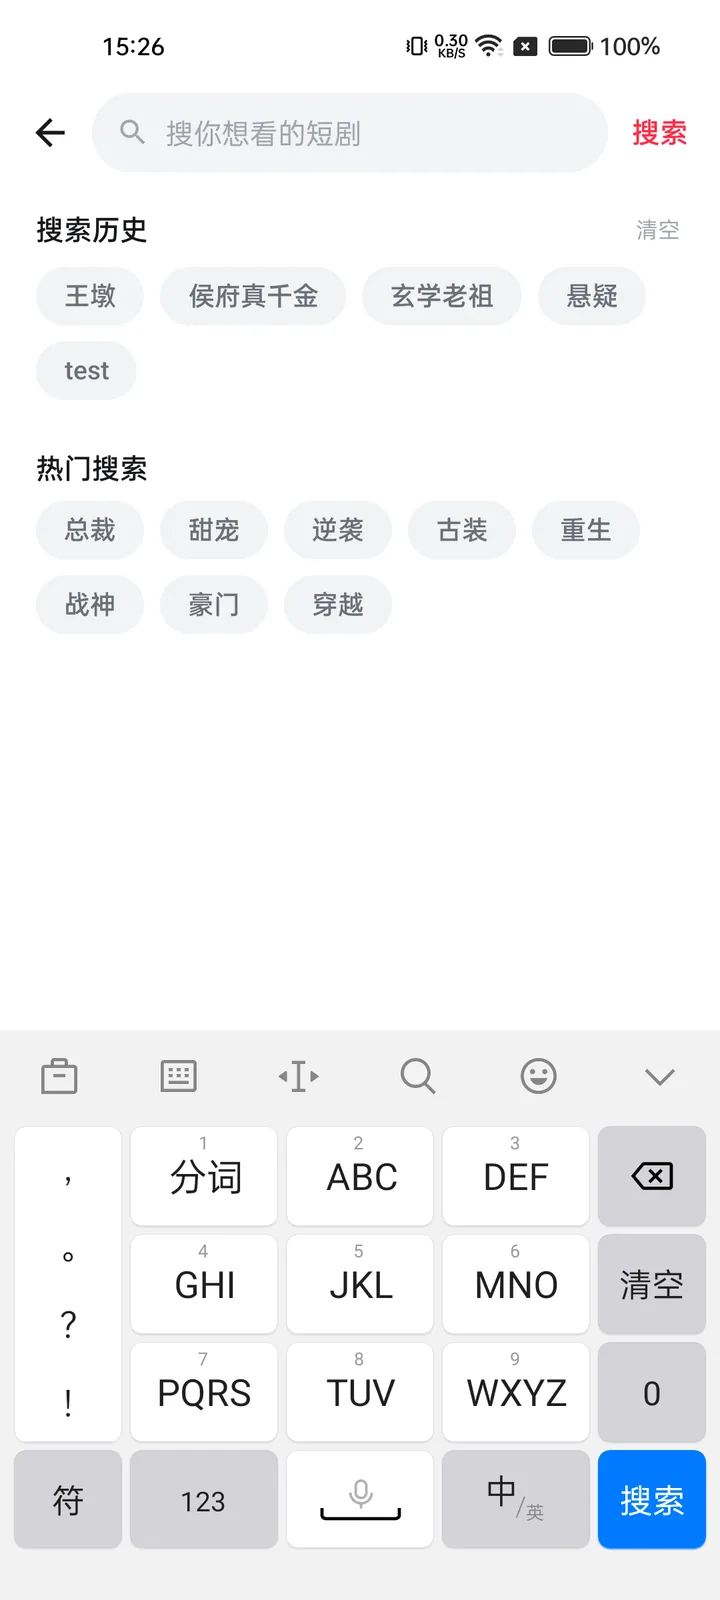 15:26 0.30 KB/S 100%
搜你想看的短剧 搜索
搜索历史 清空
王墩 侯府真千金 玄学老祖 悬疑
test
热门搜索
总裁 甜宠 逆袭 古装 重生
战神 豪门 穿越
， 1 分词 2 ABC 3 DEF
。 4 GHI 5 JKL 6 MNO 清空
？ 7 PQRS 8 TUV 9 WXYZ 0
！
符 123 中/英 搜索